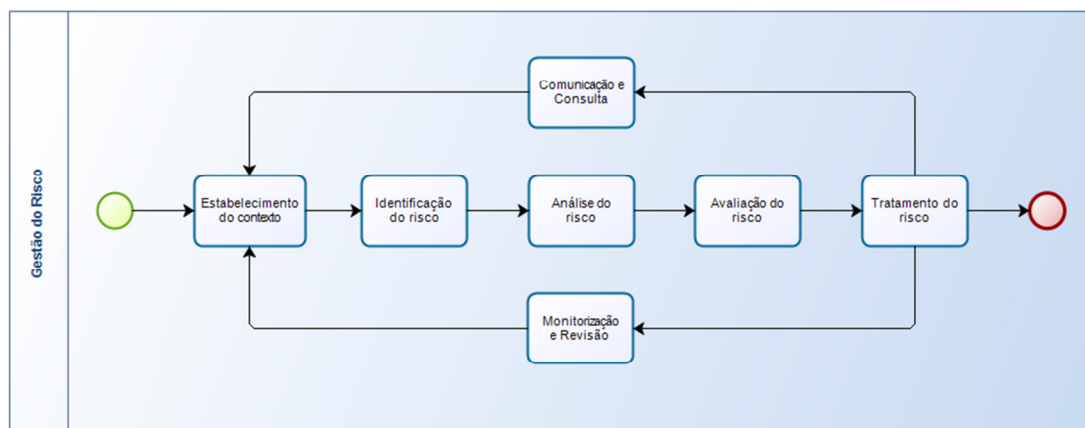 Gestão do Risco
Comunicação e
Consulta
Estabelecimento
do contexto
Identificação
do risco
Análise do
risco
Avaliação do
risco
Tratamento do
risco
Monitorização
e Revisão